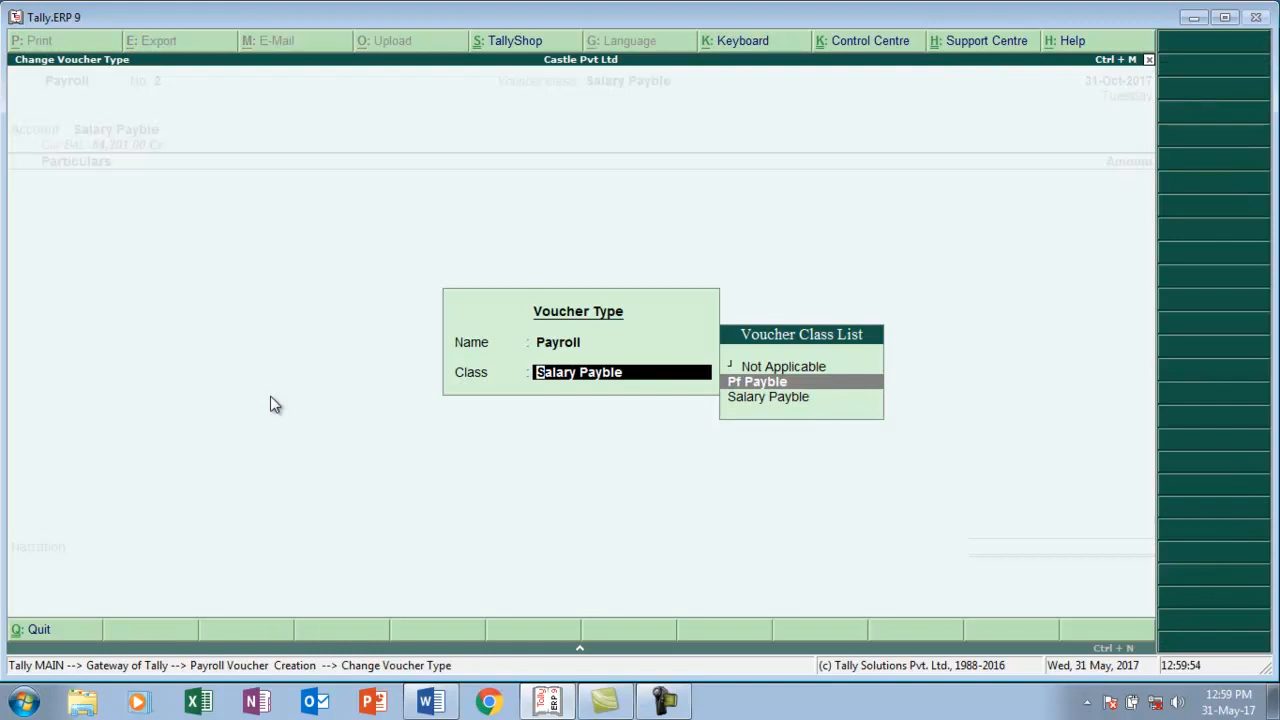 Tally.ERP 9
P: Print E: Export M: E-Mail O: Upload S: TallyShop G: Language K: Keyboard K: Control Centre H: Support Centre H: Help
Change Voucher Type Castle Pvt Ltd Ctrl + M
Payroll No. 2 Voucher class: Salary Payble 31-Oct-2017
Tuesday
Account Salary Payble
Particulars Amount
Voucher Type
Name : Payroll
Class : Salary Payble
Voucher Class List
Not Applicable
Pf Payble
Salary Payble
Narration
Q: Quit
Ctrl + N
Tally MAIN --> Gateway of Tally --> Payroll Voucher Creation --> Change Voucher Type (c) Tally Solutions Pvt. Ltd., 1988-2016 Wed, 31 May, 2017 12:59:54
12:59 PM
31-May-17